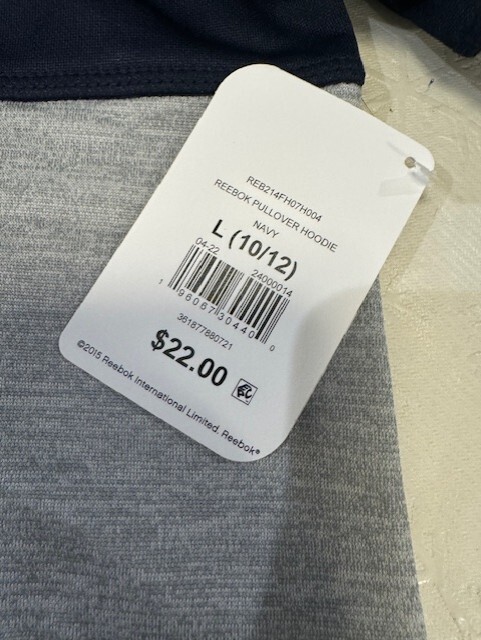 REB214FH07H004
REEBOK PULLOVER HOODIE
NAVY
L (10/12)
04-22 24000014
1 96087 30440 0
361877880721
$22.00
©2015 Reebok International Limited. Reebok®